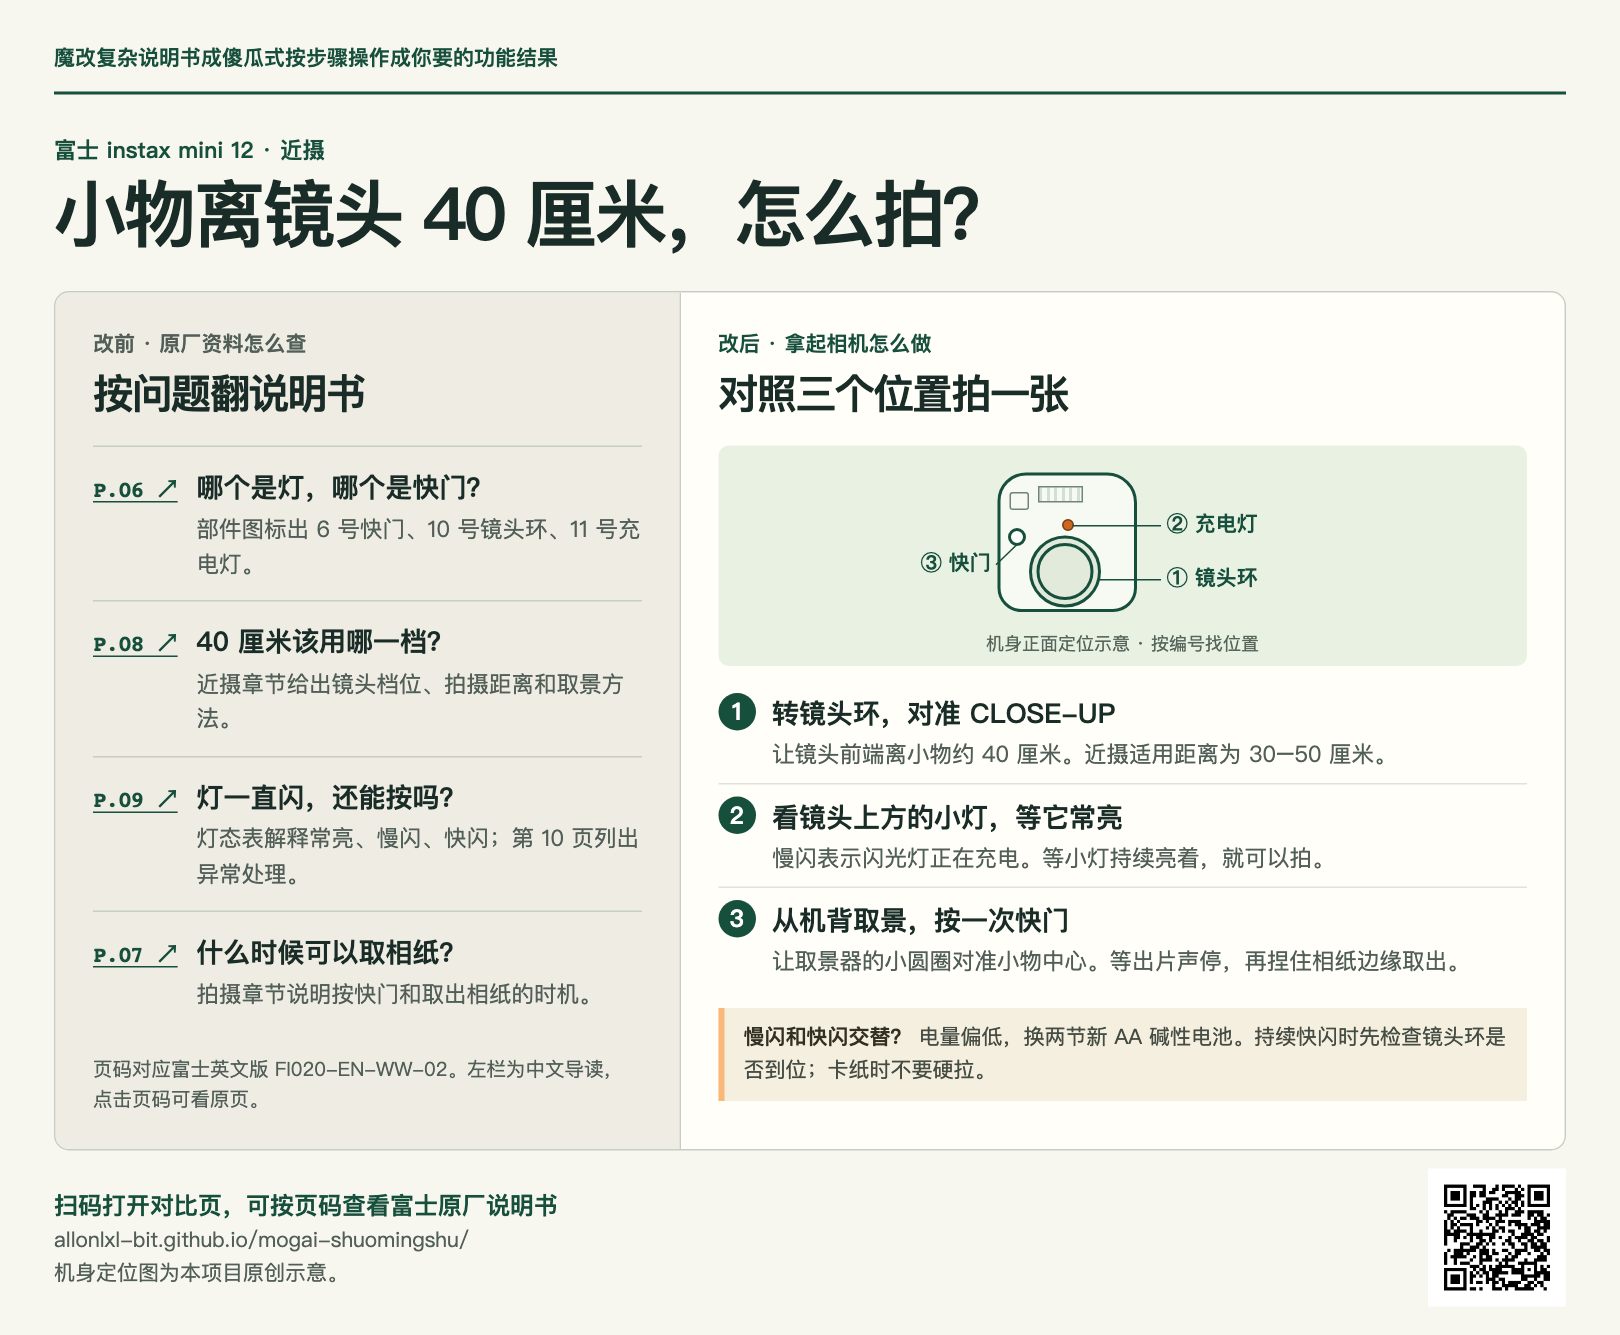 魔改复杂说明书成傻瓜式按步骤操作成你要的功能结果
富士 instax mini 12 · 近摄
小物离镜头 40 厘米，怎么拍？
改前 · 原厂资料怎么查
按问题翻说明书
P.06 ↗ 哪个是灯，哪个是快门？
部件图标出 6 号快门、10 号镜头环、11 号充
电灯。
P.08 ↗ 40 厘米该用哪一档？
近摄章节给出镜头档位、拍摄距离和取景方
法。
P.09 ↗ 灯一直闪，还能按吗？
灯态表解释常亮、慢闪、快闪；第 10 页列出
异常处理。
P.07 ↗ 什么时候可以取相纸？
拍摄章节说明按快门和取出相纸的时机。
页码对应富士英文版 FI020-EN-WW-02。左栏为中文导读，
点击页码可看原页。
改后 · 拿起相机怎么做
对照三个位置拍一张
② 充电灯
③ 快门
① 镜头环
机身正面定位示意 · 按编号找位置
1 转镜头环，对准 CLOSE-UP
让镜头前端离小物约 40 厘米。近摄适用距离为 30—50 厘米。
2 看镜头上方的小灯，等它常亮
慢闪表示闪光灯正在充电。等小灯持续亮着，就可以拍。
3 从机背取景，按一次快门
让取景器的小圆圈对准小物中心。等出片声停，再捏住相纸边缘取出。
慢闪和快闪交替？ 电量偏低，换两节新 AA 碱性电池。持续快闪时先检查镜头环是
否到位；卡纸时不要硬拉。
扫码打开对比页，可按页码查看富士原厂说明书
allonlxl-bit.github.io/mogai-shuomingshu/
机身定位图为本项目原创示意。